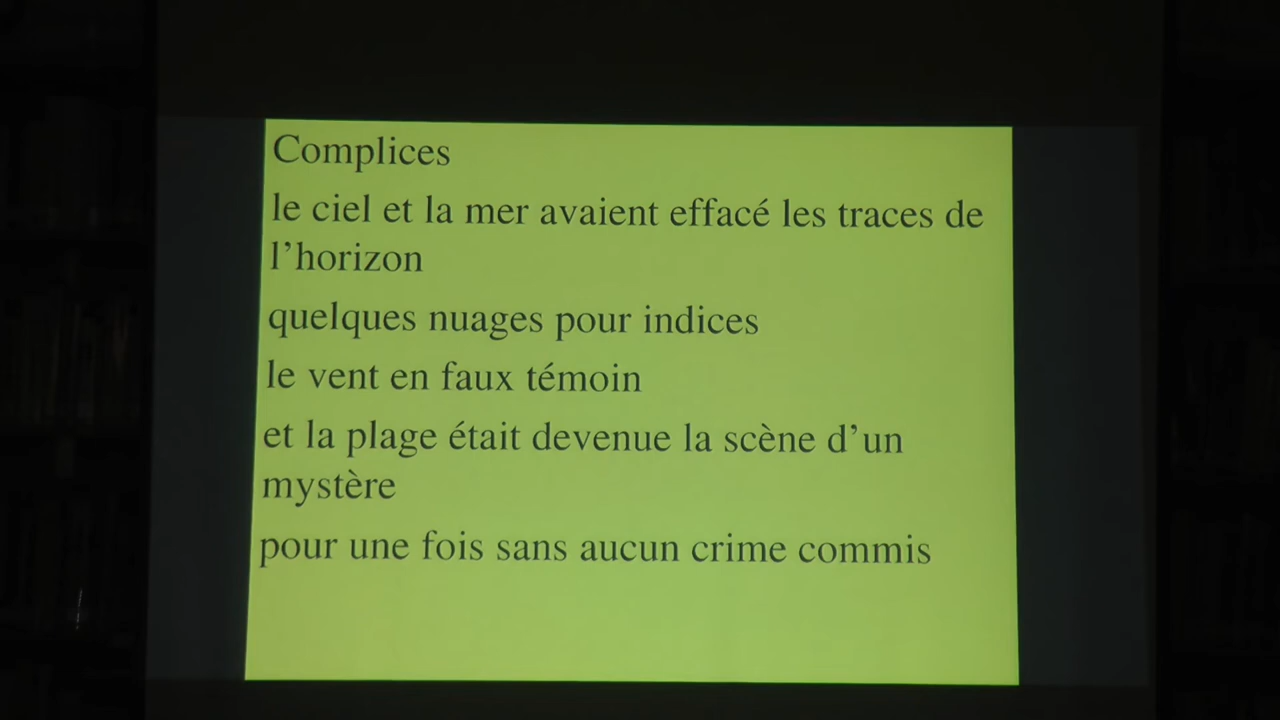 Complices
le ciel et la mer avaient effacé les traces de
l’horizon
quelques nuages pour indices
le vent en faux témoin
et la plage était devenue la scène d’un
mystère
pour une fois sans aucun crime commis